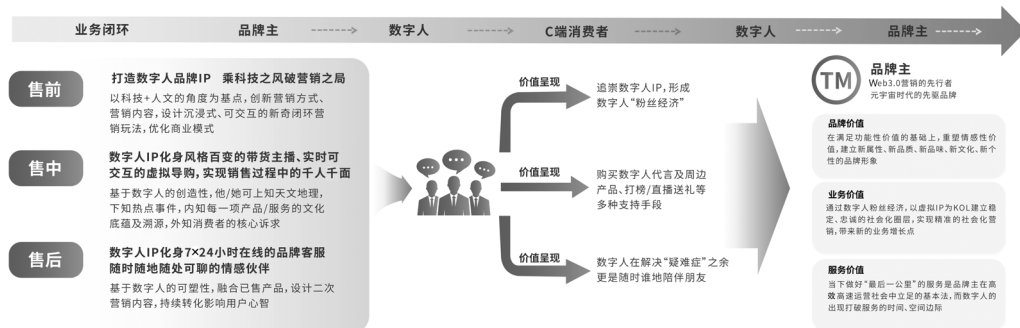 业务闭环 品牌主 数字人 C端消费者 数字人 品牌主
售前
打造数字人品牌IP 乘科技之风破营销之局
以科技+人文的角度为基点,创新营销方式、
营销内容,设计沉浸式、可交互的新奇闭环营
销玩法,优化商业模式
售中
数字人IP化身风格百变的带货主播、实时可
交互的虚拟导购,实现销售过程中的千人千面
基于数字人的创造性,他/她可上知天文地理,
下知热点事件,内知每一项产品/服务的文化
底蕴及溯源,外知消费者的核心诉求
售后
数字人IP化身7×24小时在线的品牌客服
随时随地随处可聊的情感伙伴
基于数字人的可塑性,融合已售产品,设计二次
营销内容,持续转化影响用户心智
价值呈现
追崇数字人IP,形成
数字人“粉丝经济”
价值呈现
购买数字人代言及周边
产品、打榜/直播送礼等
多种支持手段
价值呈现
数字人在解决“疑难症”之余
更是随时谁地陪伴朋友
TM
品牌主
Web3.0营销的先行者
元宇宙时代的先驱品牌
品牌价值
在满足功能性价值的基础上,重塑情感性价
值,建立新属性、新品质、新品味、新文化、新个
性的品牌形象
业务价值
通过数字人粉丝经济,以虚拟IP为KOL建立稳
定、忠诚的社会化圈层,实现精准的社会化营
销,带来新的业务增长点
服务价值
当下做好“最后一公里”的服务是品牌主在高
效高速运营社会中立足的基本法,而数字人的
出现打破服务的时间、空间边际